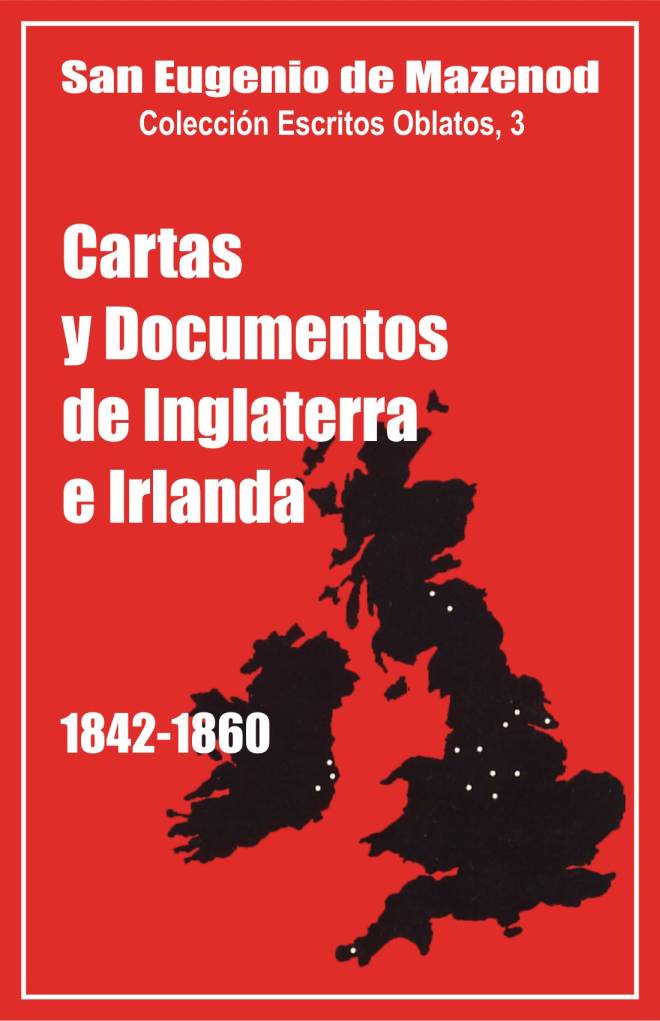 San Eugenio de Mazenod
Colección Escritos Oblatos, 3
Cartas
y Documentos
de Inglaterra
e Irlanda
1842-1860